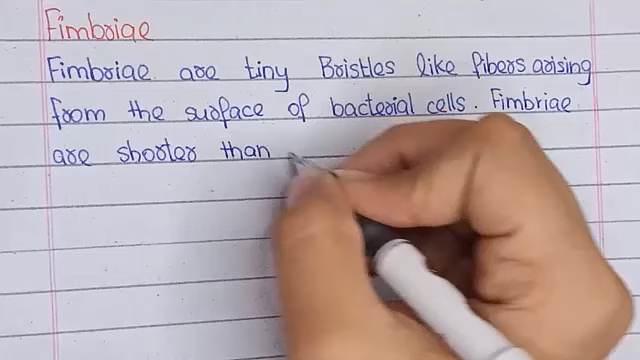 Fimbriae
Fimbriae are tiny Bristles like fibers arising
from the surface of bacterial cells. Fimbriae
are shorter than